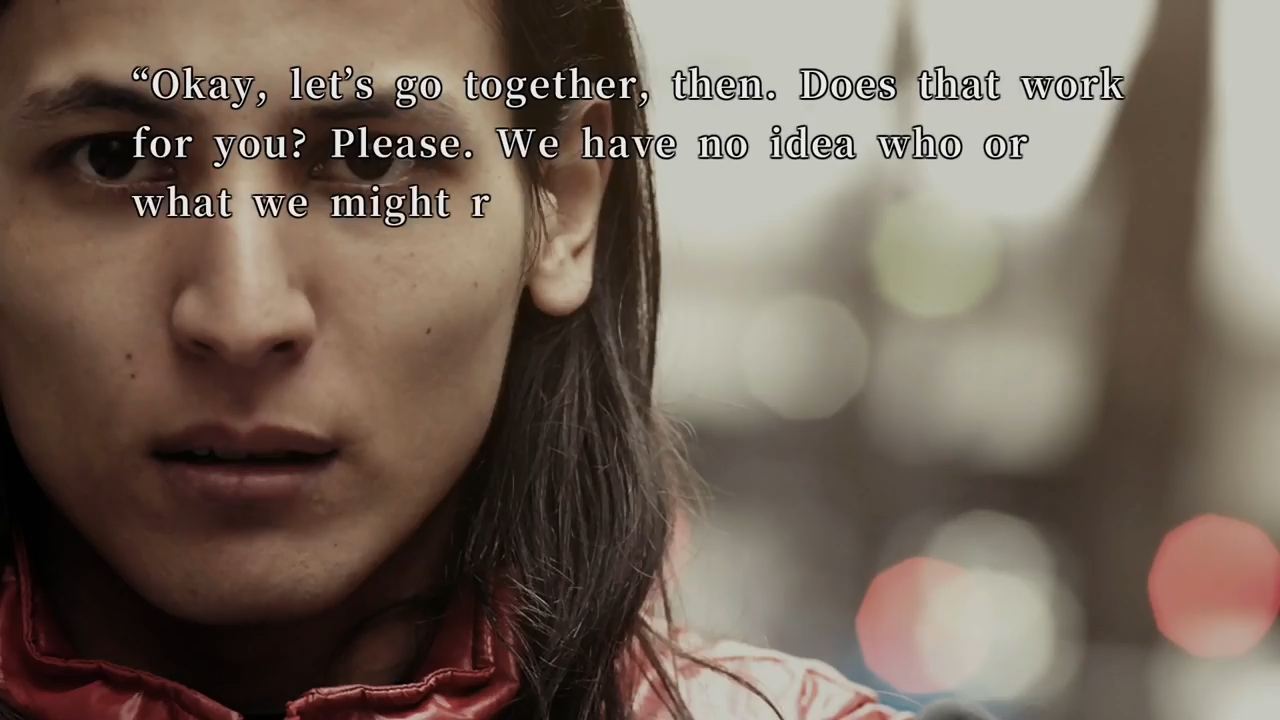 “Okay, let’s go together, then. Does that work
for you? Please. We have no idea who or
what we might r